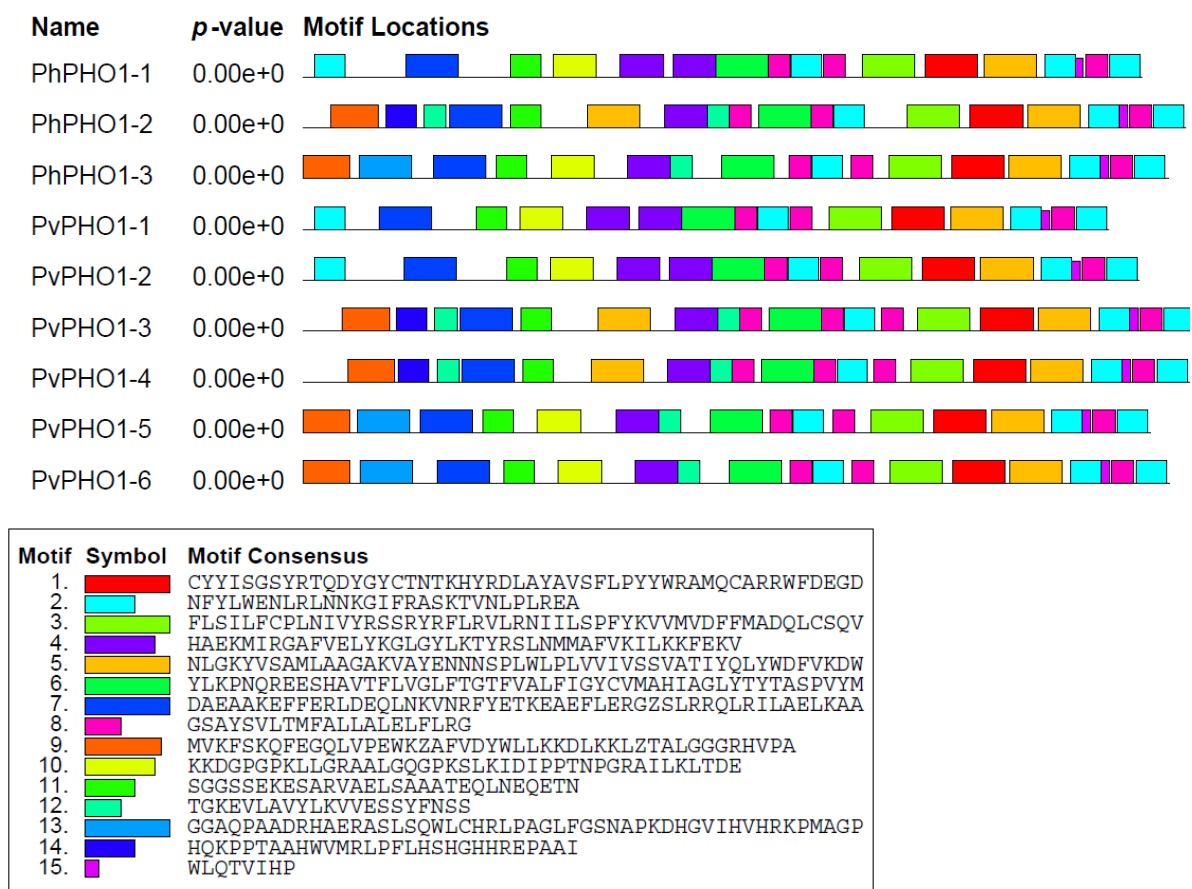 Name p-value Motif Locations
PhPHO1-1 0.00e+0
PhPHO1-2 0.00e+0
PhPHO1-3 0.00e+0
PvPHO1-1 0.00e+0
PvPHO1-2 0.00e+0
PvPHO1-3 0.00e+0
PvPHO1-4 0.00e+0
PvPHO1-5 0.00e+0
PvPHO1-6 0.00e+0
Motif Symbol Motif Consensus
1. CYYISGSYRTQDYGYCTNTKHYRDLAYAVSFLPYYWRAMQCARRWFDEGD
2. NFYLWENLRLNNKGIFRASKTVNLPLREA
3. FLSILFCPLNIVYRSSRYRFLRVLRNIILSPFYKVVMVDFFMADQLCSQV
4. HAEKMIRGAFVELYKGLGYLKTYRSLNMMAFVKILKKFEKV
5. NLGKYVSAMLAAGAKVAYENNNSPLWLPLVVIVSSVATIYQLYWDFVKDW
6. YLKPNQREESHAVTFLVGLFTGTFVALFIGYCVMAHIAGLYTYTASPVYM
7. DAEAAKEFFERLDEQLNKVNRFYETKEAEFLERGZSLRRQLRILAELKAA
8. GSAYSVLTMFALLALELFLRG
9. MVKFSKQFEGQLVPEWKZAFVDYWLLKKDLKKLZTALGGGRHVPA
10. KKDGPGPKLLGRAALGQGPKSLKIDIPPTNPGRAILKLTDE
11. SGGSSEKESARVAELSAAATEQLNEQETN
12. TGKEVLAVYLKVVESSYFNSS
13. GGAQPAADRHAERASLSQWLCHRLPAGLFGSNAPKDHGVIHVHRKPMAGP
14. HQKPPTAAHWVMRLPFLHSHGHHREPAAI
15. WLQTVIHP